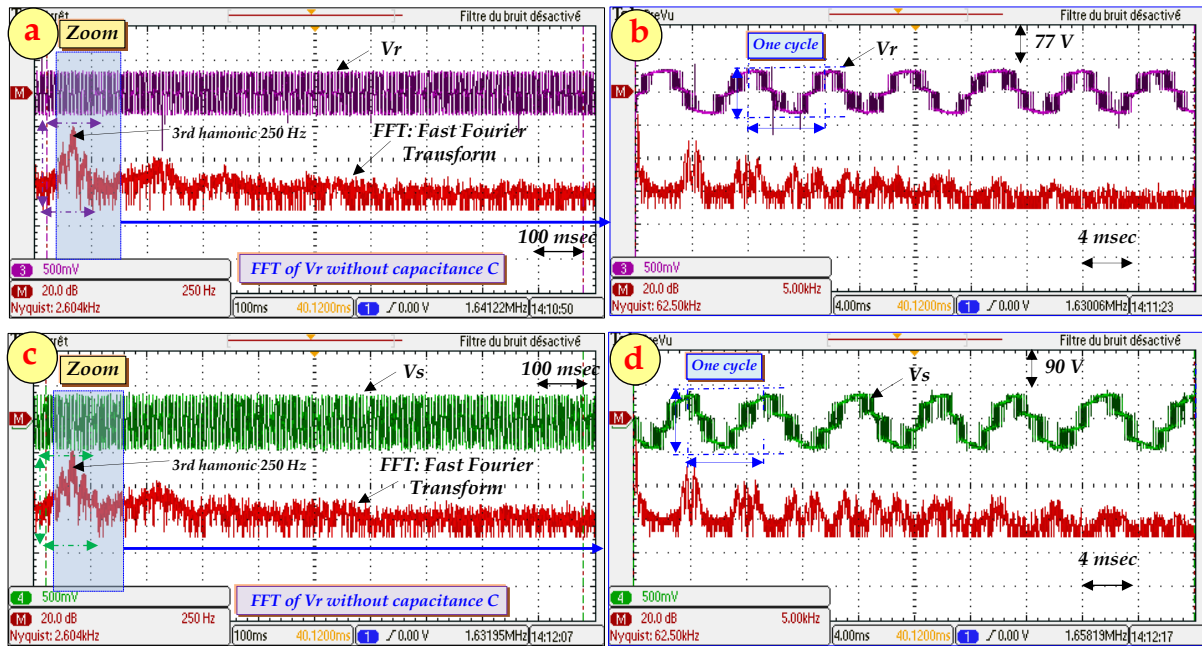 a
Zoom
Filtre du bruit désactivé
Vr
M
3rd hamonic 250 Hz
FFT: Fast Fourier
Transform
100 msec
FFT of Vr without capacitance C
3 500mV
M 20.0 dB 250 Hz
Nyquist: 2.604kHz
100ms 40.1200ms 1 0.00 V 1.64122MHz 14:10:50
b
PreVu
Filtre du bruit désactivé
77 V
One cycle
Vr
M
4 msec
3 500mV
M 20.0 dB 5.00kHz
Nyquist: 62.50kHz
4.00ms 40.1200ms 1 0.00 V 1.63006MHz 14:11:23
c
Zoom
Filtre du bruit désactivé
100 msec
Vs
M
3rd hamonic 250 Hz
FFT: Fast Fourier
Transform
FFT of Vr without capacitance C
4 500mV
M 20.0 dB 250 Hz
Nyquist: 2.604kHz
100ms 40.1200ms 1 0.00 V 1.63195MHz 14:12:07
d
Filtre du bruit désactivé
90 V
One cycle
Vs
M
4 msec
4 500mV
M 20.0 dB 5.00kHz
Nyquist: 62.50kHz
4.00ms 40.1200ms 1 0.00 V 1.65819MHz 14:12:17